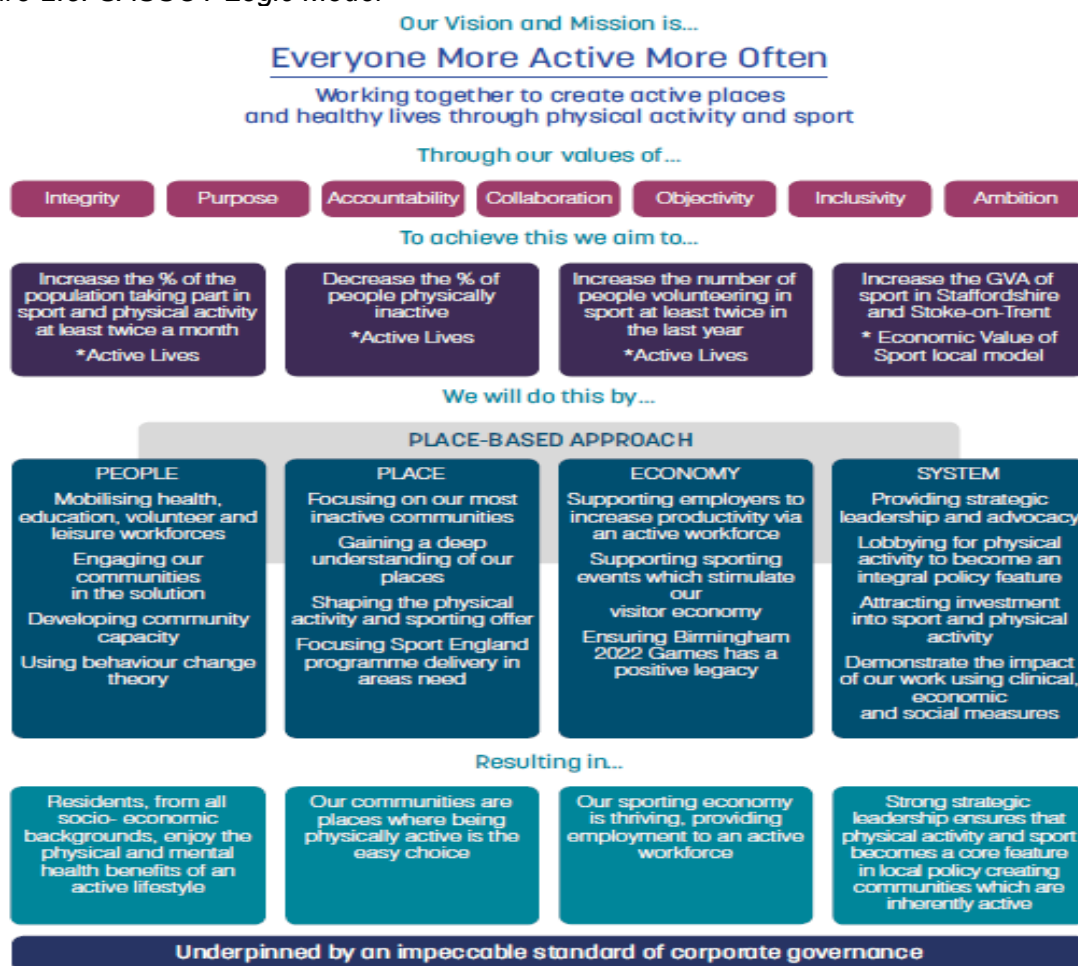 Our Vision and Mission is...
Everyone More Active More Often
Working together to create active places
and healthy lives through physical activity and sport
Through our values of...
Integrity
Purpose
Accountability
Collaboration
Objectivity
Inclusivity
Ambition
To achieve this we aim to...
Increase the % of the
population taking part in
sport and physical activity
at least twice a month
*Active Lives
Decrease the % of
people physically
inactive
*Active Lives
Increase the number of
people volunteering in
sport at least twice in
the last year
*Active Lives
Increase the GVA of
sport in Staffordshire
and Stoke-on-Trent
* Economic Value of
Sport local model
We will do this by...
PLACE-BASED APPROACH
PEOPLE
Mobilising health,
education, volunteer and
leisure workforces
Engaging our
communities
in the solution
Developing community
capacity
Using behaviour change
theory
PLACE
Focusing on our most
inactive communities
Gaining a deep
understanding of our
places
Shaping the physical
activity and sporting offer
Focusing Sport England
programme delivery in
areas need
ECONOMY
Supporting employers to
increase productivity via
an active workforce
Supporting sporting
events which stimulate
our
visitor economy
Ensuring Birmingham
2022 Games has a
positive legacy
SYSTEM
Providing strategic
leadership and advocacy
Lobbying for physical
activity to become an
integral policy feature
Attracting investment
into sport and physical
activity
Demonstrate the impact
of our work using clinical,
economic
and social measures
Resulting in...
Residents, from all
socio- economic
backgrounds, enjoy the
physical and mental
health benefits of an
active lifestyle
Our communities are
places where being
physically active is the
easy choice
Our sporting economy
is thriving, providing
employment to an active
workforce
Strong strategic
leadership ensures that
physical activity and sport
becomes a core feature
in local policy creating
communities which are
inherently active
Underpinned by an impeccable standard of corporate governance